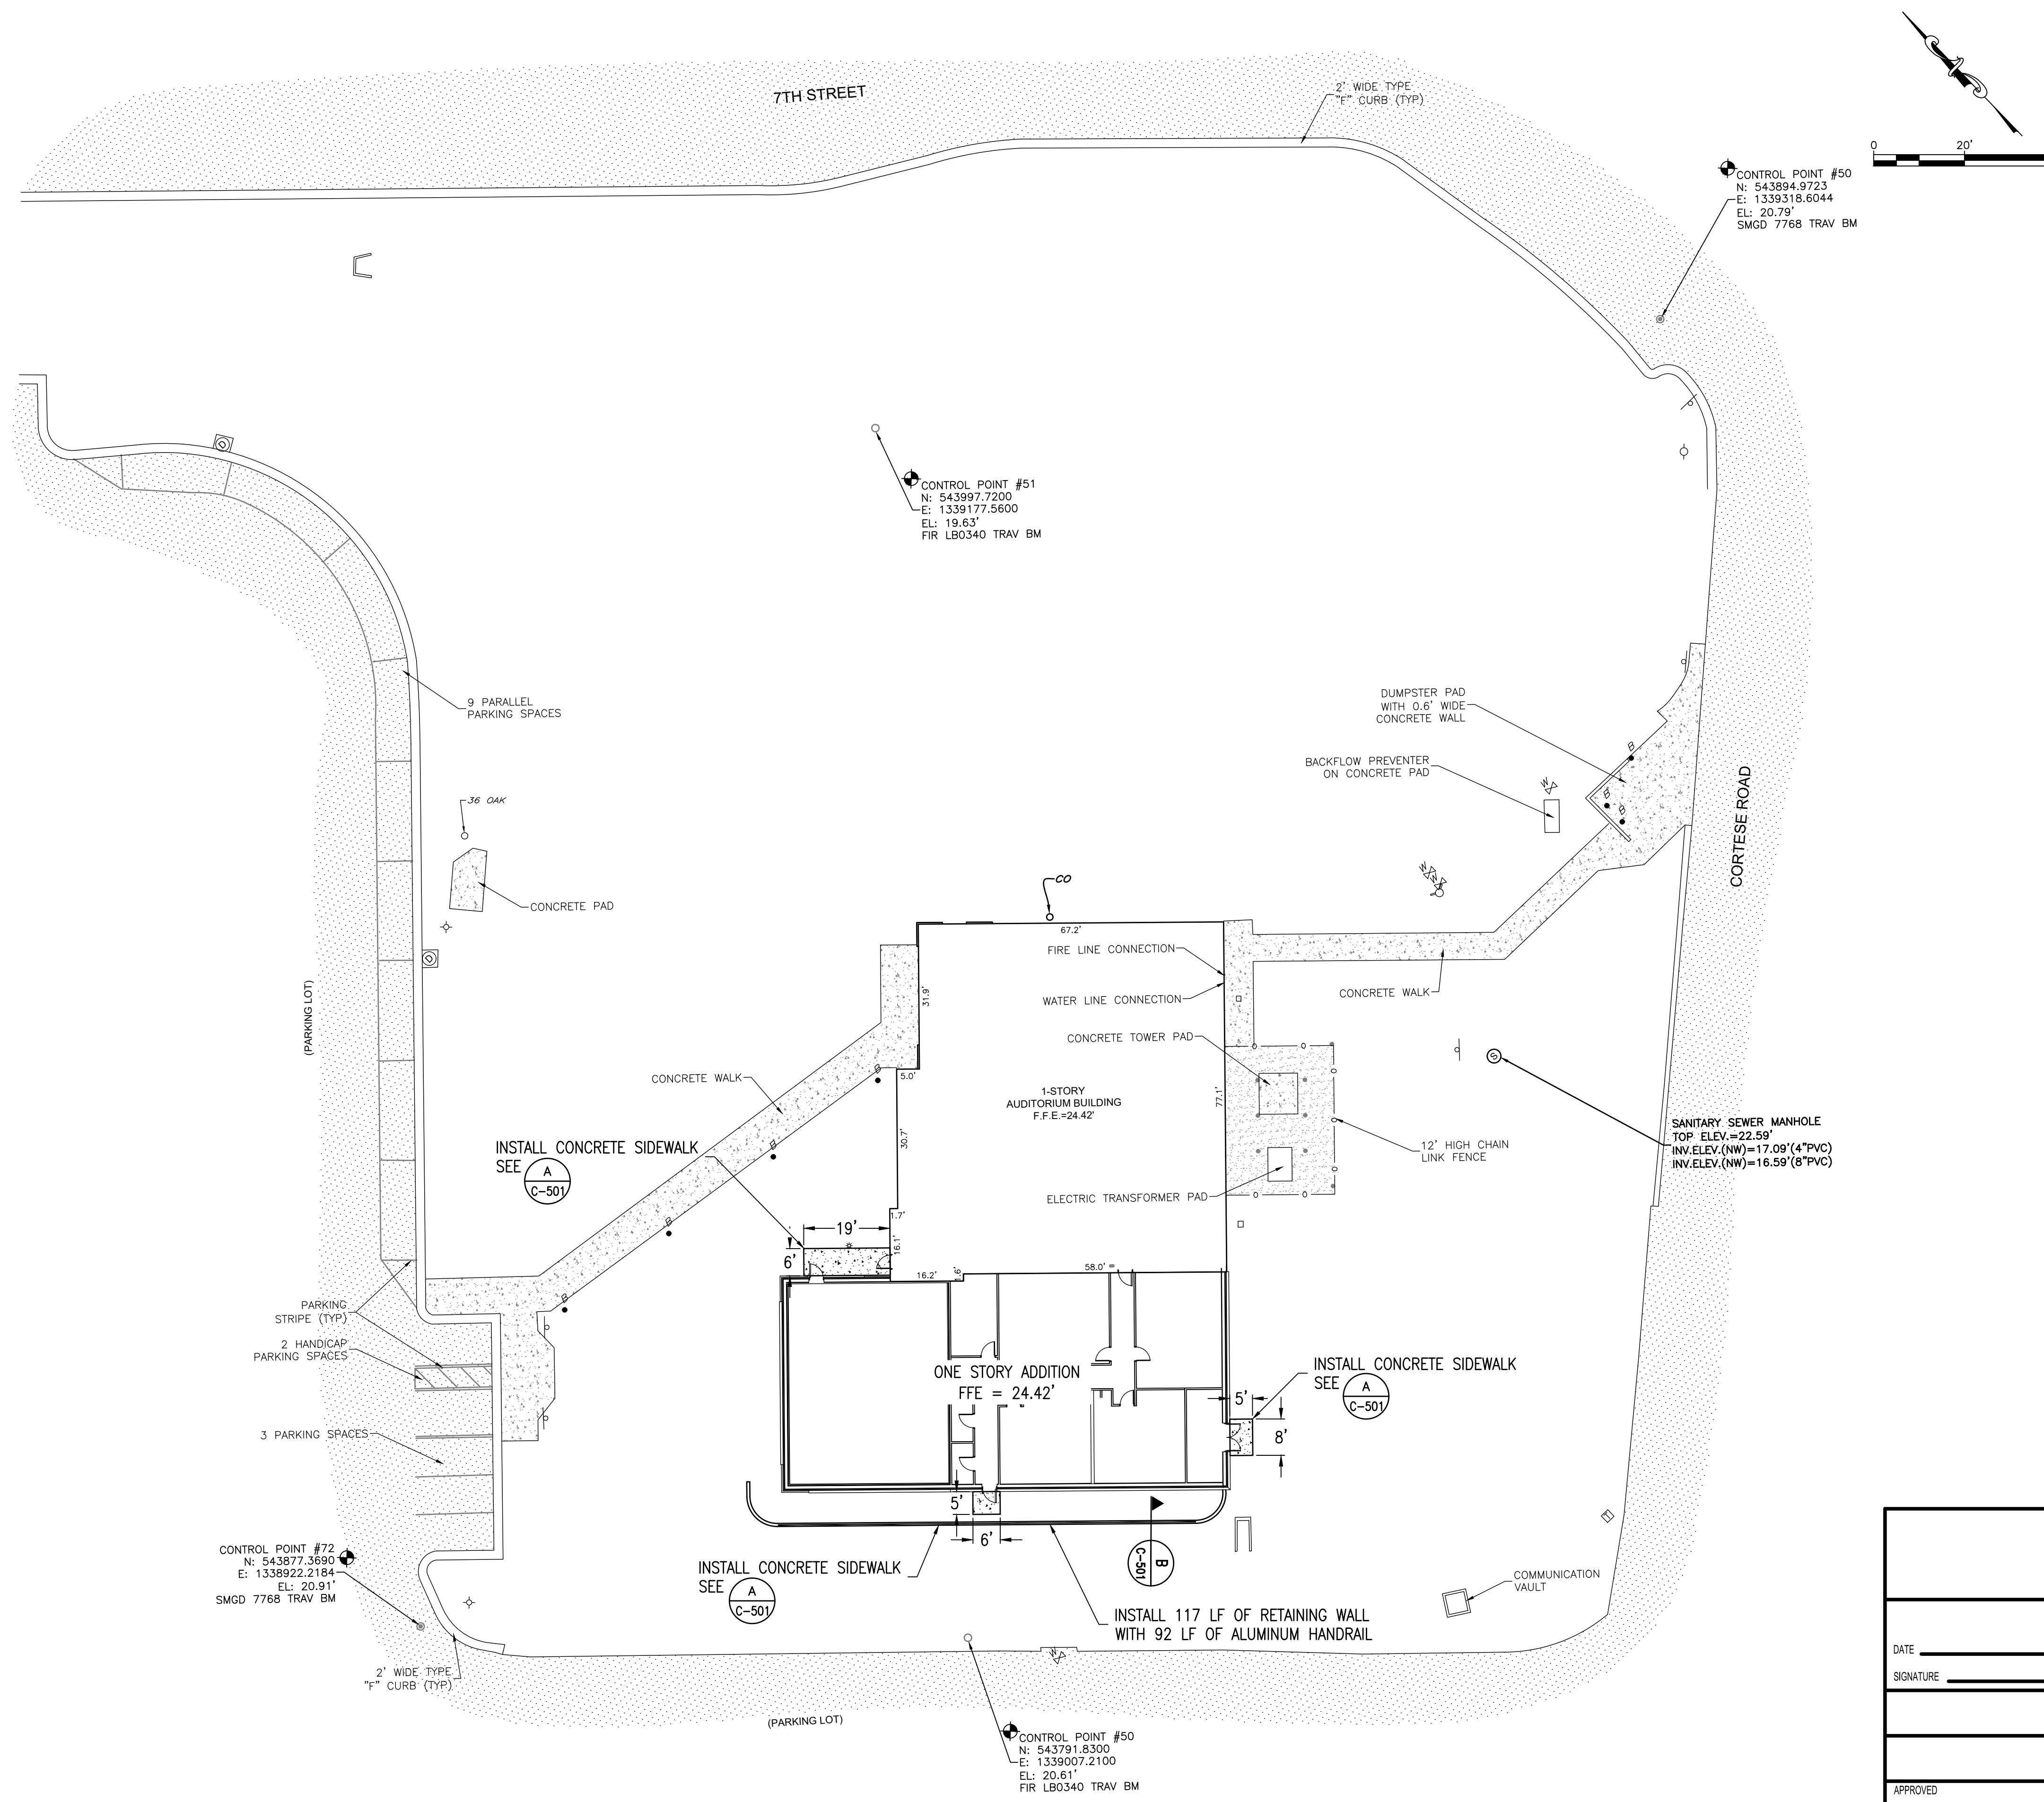 7TH STREET
2' WIDE TYPE
"F" CURB (TYP)
0 20'
CONTROL POINT #50
N: 543894.9723
E: 1339318.6044
EL: 20.79'
SMGD 7768 TRAV BM
D
CONTROL POINT #51
N: 543997.7200
E: 1339177.5600
EL: 19.63'
FIR LB0340 TRAV BM
9 PARALLEL
PARKING SPACES
DUMPSTER PAD
WITH 0.6' WIDE
CONCRETE WALL
BACKFLOW PREVENTER
ON CONCRETE PAD
W
B
B
B
CORTESE ROAD
36 OAK
CONCRETE PAD
W
W
CO
67.2'
D
(PARKING LOT)
31.9'
FIRE LINE CONNECTION
WATER LINE CONNECTION
CONCRETE WALK
CONCRETE TOWER PAD
S
CONCRETE WALK
B
5.0'
1-STORY
AUDITORIUM BUILDING
F.F.E.=24.42'
77.1'
30.7'
12' HIGH CHAIN
LINK FENCE
SANITARY SEWER MANHOLE
TOP ELEV.=22.59'
INV.ELEV.(NW)=17.09'(4"PVC)
INV.ELEV.(NW)=16.59'(8"PVC)
INSTALL CONCRETE SIDEWALK
SEE A
C-501
B
ELECTRIC TRANSFORMER PAD
B
1.7'
19'
16.1'
6'
16.2'
1.6'
58.0'
B
PARKING
STRIPE (TYP)
2 HANDICAP
PARKING SPACES
ONE STORY ADDITION
FFE = 24.42'
INSTALL CONCRETE SIDEWALK
SEE A
C-501
5'
8'
3 PARKING SPACES
5'
6'
CONTROL POINT #72
N: 543877.3690
E: 1338922.2184
EL: 20.91'
SMGD 7768 TRAV BM
INSTALL CONCRETE SIDEWALK
SEE A
C-501
B
C-501
INSTALL 117 LF OF RETAINING WALL
WITH 92 LF OF ALUMINUM HANDRAIL
COMMUNICATION
VAULT
2' WIDE TYPE
"F" CURB (TYP)
W
(PARKING LOT)
CONTROL POINT #50
N: 543791.8300
E: 1339007.2100
EL: 20.61'
FIR LB0340 TRAV BM
DATE
SIGNATURE
APPROVED